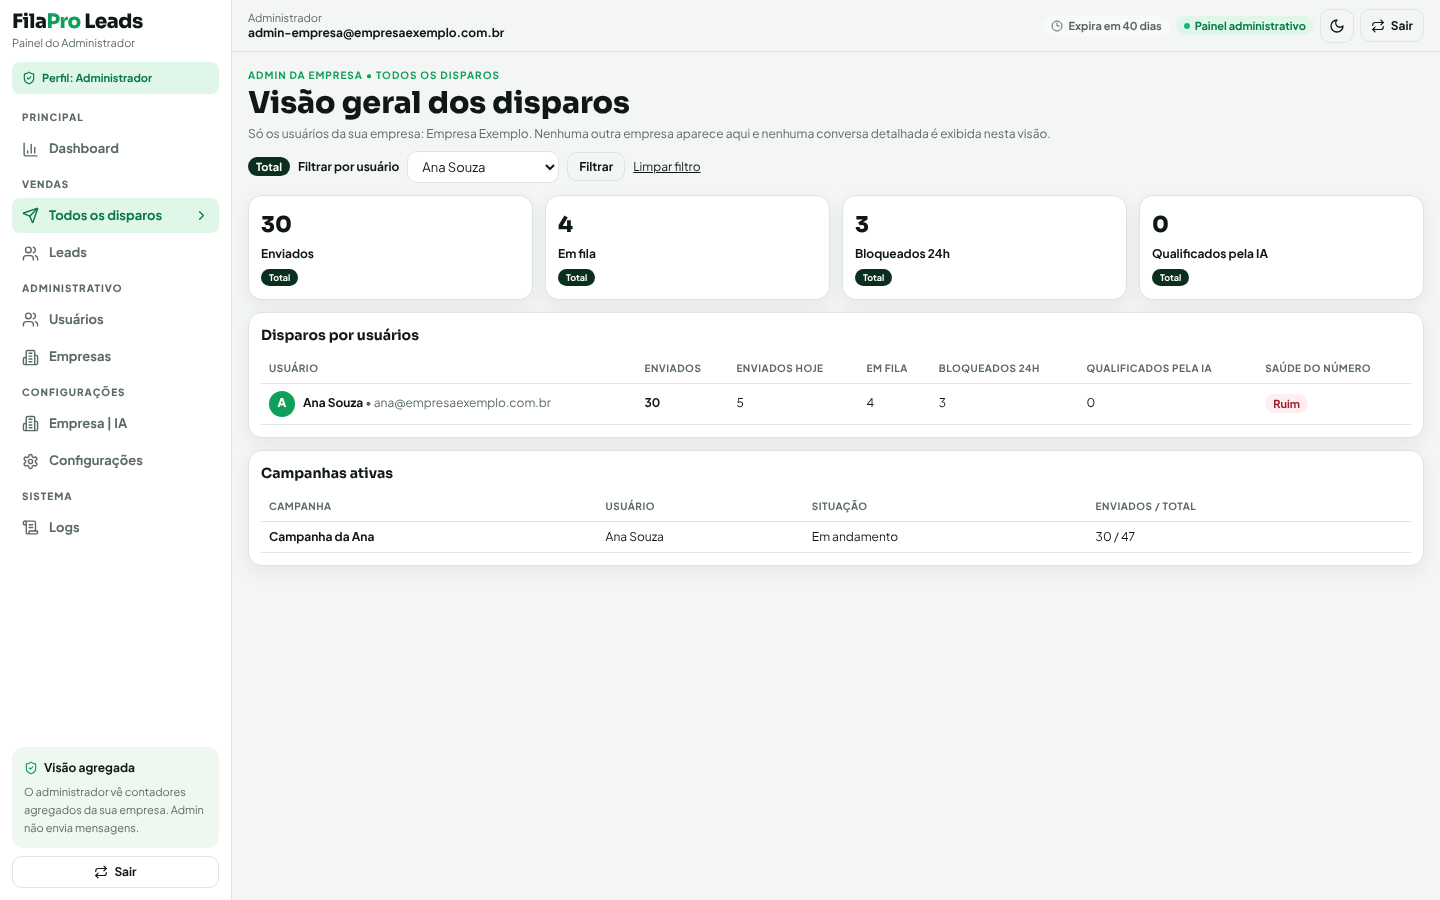 FilaPro Leads
Painel do Administrador
Perfil: Administrador
PRINCIPAL
Dashboard
VENDAS
Todos os disparos
Leads
ADMINISTRATIVO
Usuários
Empresas
CONFIGURAÇÕES
Empresa | IA
Configurações
SISTEMA
Logs
Visão agregada
O administrador vê contadores
agregados da sua empresa. Admin
não envia mensagens.
Sair
Administrador
admin-empresa@empresaexemplo.com.br
Expira em 40 dias
Painel administrativo
Sair
ADMIN DA EMPRESA • TODOS OS DISPAROS
Visão geral dos disparos
Só os usuários da sua empresa: Empresa Exemplo. Nenhuma outra empresa aparece aqui e nenhuma conversa detalhada é exibida nesta visão.
Total Filtrar por usuário Ana Souza Filtrar Limpar filtro
30
Enviados
Total
4
Em fila
Total
3
Bloqueados 24h
Total
0
Qualificados pela IA
Total
Disparos por usuários
USUÁRIO ENVIADOS ENVIADOS HOJE EM FILA BLOQUEADOS 24H QUALIFICADOS PELA IA SAÚDE DO NÚMERO
A Ana Souza • ana@empresaexemplo.com.br 30 5 4 3 0 Ruim
Campanhas ativas
CAMPANHA USUÁRIO SITUAÇÃO ENVIADOS / TOTAL
Campanha da Ana Ana Souza Em andamento 30 / 47